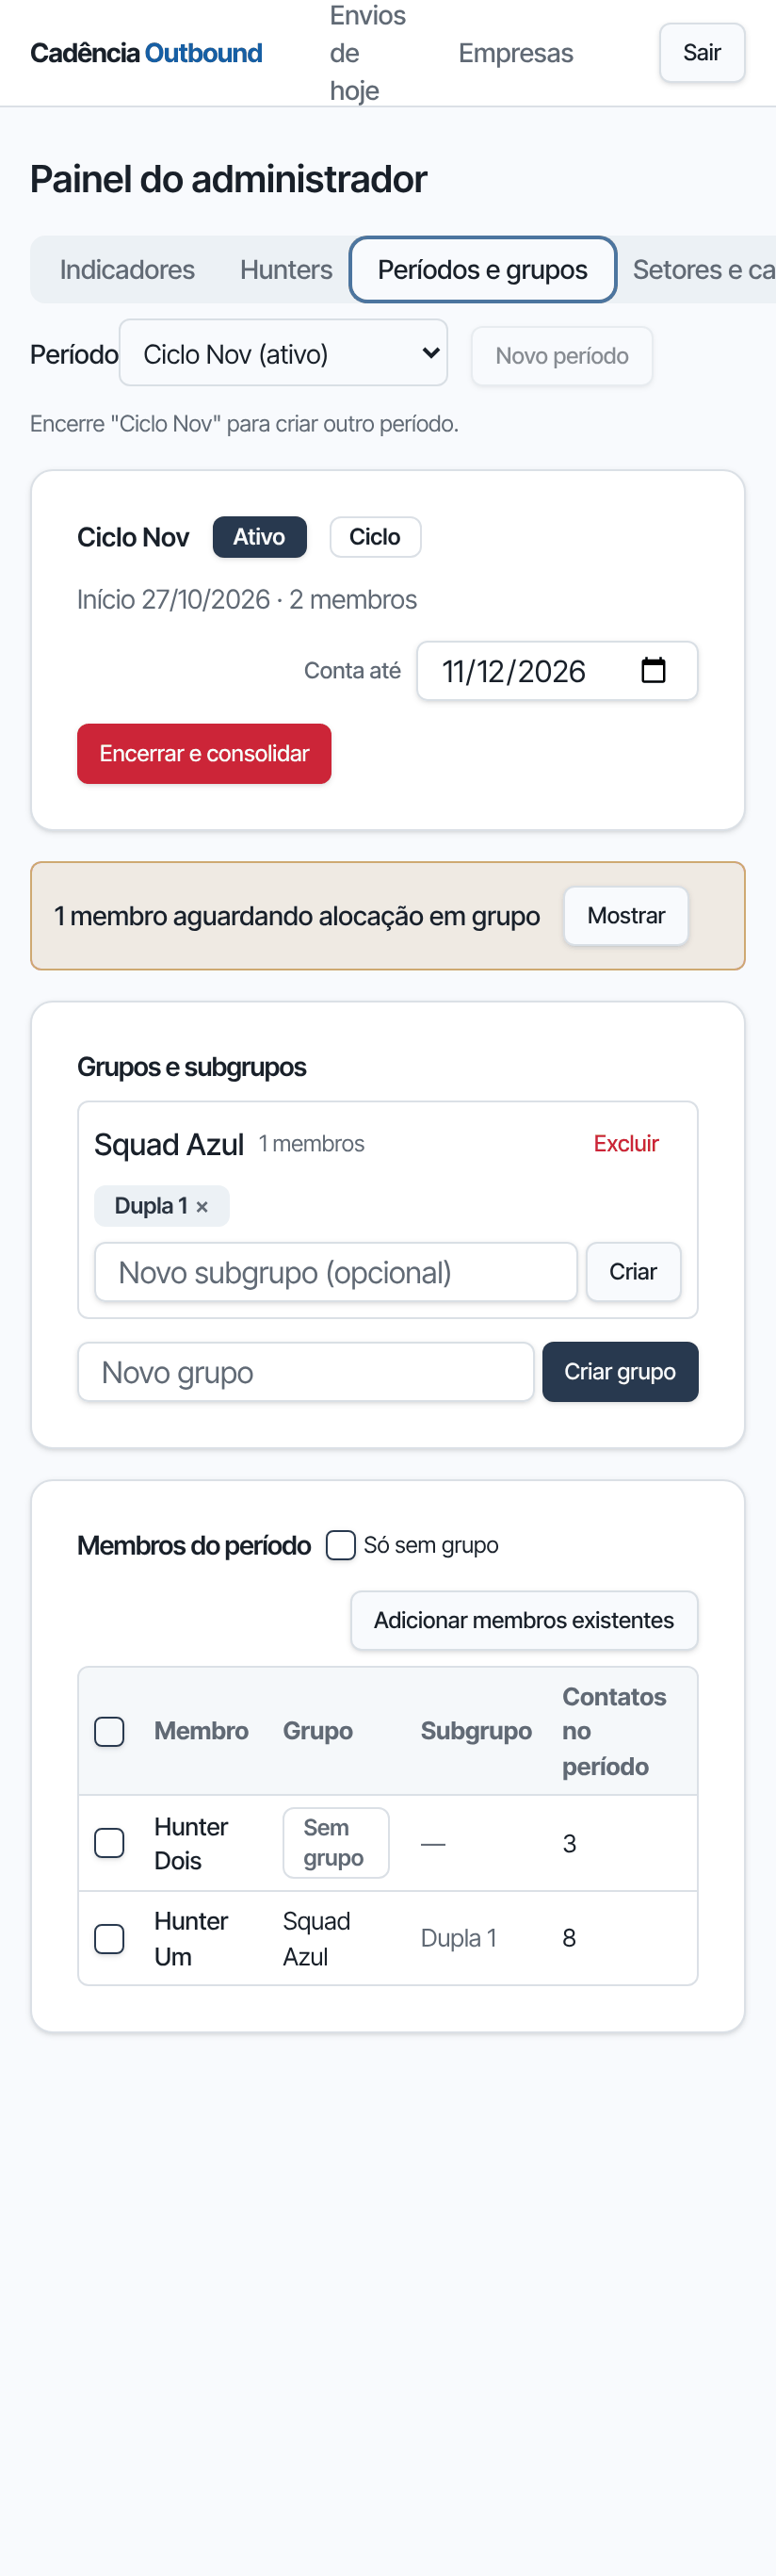 Cadência Outbound
Envios
de
hoje
Empresas
Sair
Painel do administrador
Indicadores
Hunters
Períodos e grupos
Setores e ca
Período
Ciclo Nov (ativo)
Novo período
Encerre "Ciclo Nov" para criar outro período.
Ciclo Nov
Ativo
Ciclo
Início 27/10/2026 · 2 membros
Conta até
11/12/2026
Encerrar e consolidar
1 membro aguardando alocação em grupo
Mostrar
Grupos e subgrupos
Squad Azul
1 membros
Excluir
Dupla 1 ×
Novo subgrupo (opcional)
Criar
Novo grupo
Criar grupo
Membros do período
Só sem grupo
Adicionar membros existentes
Membro
Grupo
Subgrupo
Contatos
no
período
Hunter
Dois
Sem
grupo
—
3
Hunter
Um
Squad
Azul
Dupla 1
8